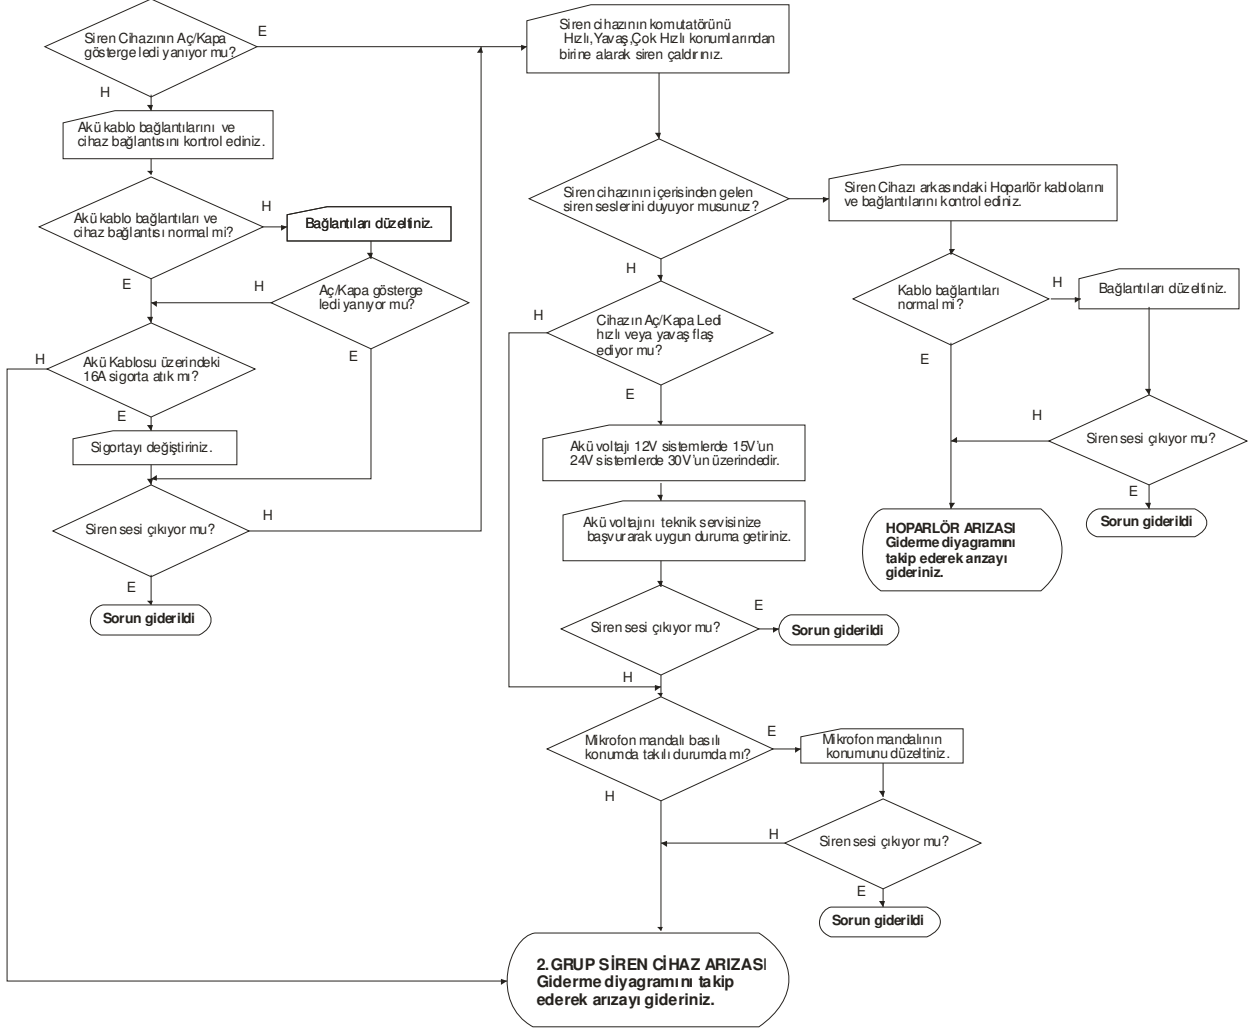 Siren Cihazının Aç/Kapa
gösterge ledi yanıyor mu?
E
H
Akü kablo bağlantılarını ve
cihaz bağlantısını kontrol ediniz.
Akü kablo bağlantıları ve
cihaz bağlantısı normal mi?
H
Bağlantıları düzeltiniz.
E
H
Aç/Kapa gösterge
ledi yanıyor mu?
E
H
Akü Kablosu üzerindeki
16A sigorta atık mı?
E
Sigortayı değiştiriniz.
Siren sesi çıkıyor mu?
H
E
Sorun giderildi
Siren cihazının komutatörünü
Hızlı,Yavaş,Çok Hızlı konumlarından
birine alarak siren çaldırınız.
Siren cihazının içerisinden gelen
siren seslerini duyuyor musunuz?
H
Siren Cihazı arkasındaki Hoparlör kablolarını
ve bağlantılarını kontrol ediniz.
Kablo bağlantıları
normal mi?
H
Bağlantıları düzeltiniz.
E
H
Siren sesi çıkıyor mu?
E
Sorun giderildi
HOPARLÖR ARIZASI
Giderme diyagramını
takip ederek arızayı
gideriniz.
H
Cihazın Aç/Kapa Ledi
hızlı veya yavaş flaş
ediyor mu?
E
Akü voltajı 12V sistemlerde 15V'un
24V sistemlerde 30V'un üzerindedir.
Akü voltajını teknik servisinize
başvurarak uygun duruma getiriniz.
Siren sesi çıkıyor mu?
E
Sorun giderildi
H
Mikrofon mandalı basılı
konumda takılı durumda mı?
E
Mikrofon mandalının
konumunu düzeltiniz.
H
H
Siren sesi çıkıyor mu?
E
Sorun giderildi
2.GRUP SİREN CİHAZ ARIZASI
Giderme diyagramını takip
ederek arızayı gideriniz.